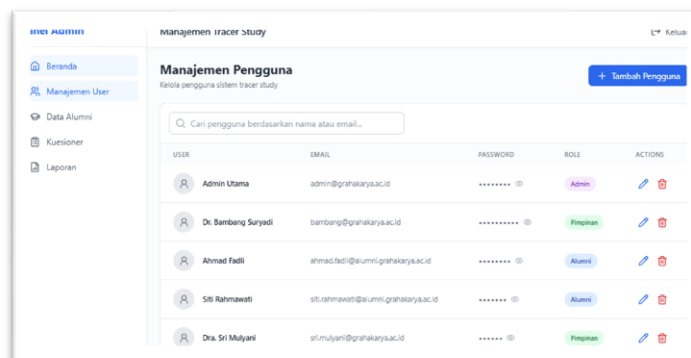 Inel Admin
Manajemen Tracer Study
Keluar
Beranda
Manajemen User
Data Alumni
Kuesioner
Laporan
Manajemen Pengguna
Kelola pengguna sistem tracer study
+ Tambah Pengguna
Cari pengguna berdasarkan nama atau email...
USER EMAIL PASSWORD ROLE ACTIONS
Admin Utama admin@grahakarya.ac.id •••••••• Admin
Dr. Bambang Suryadi bambang@grahakarya.ac.id •••••••••• Pimpinan
Ahmad Fadli ahmad.fadli@alumni.grahakarya.ac.id •••••••• Alumni
Siti Rahmawati siti.rahmawati@alumni.grahakarya.ac.id ••••••• Alumni
Dra. Sri Mulyani sri.mulyani@grahakarya.ac.id •••••• Pimpinan